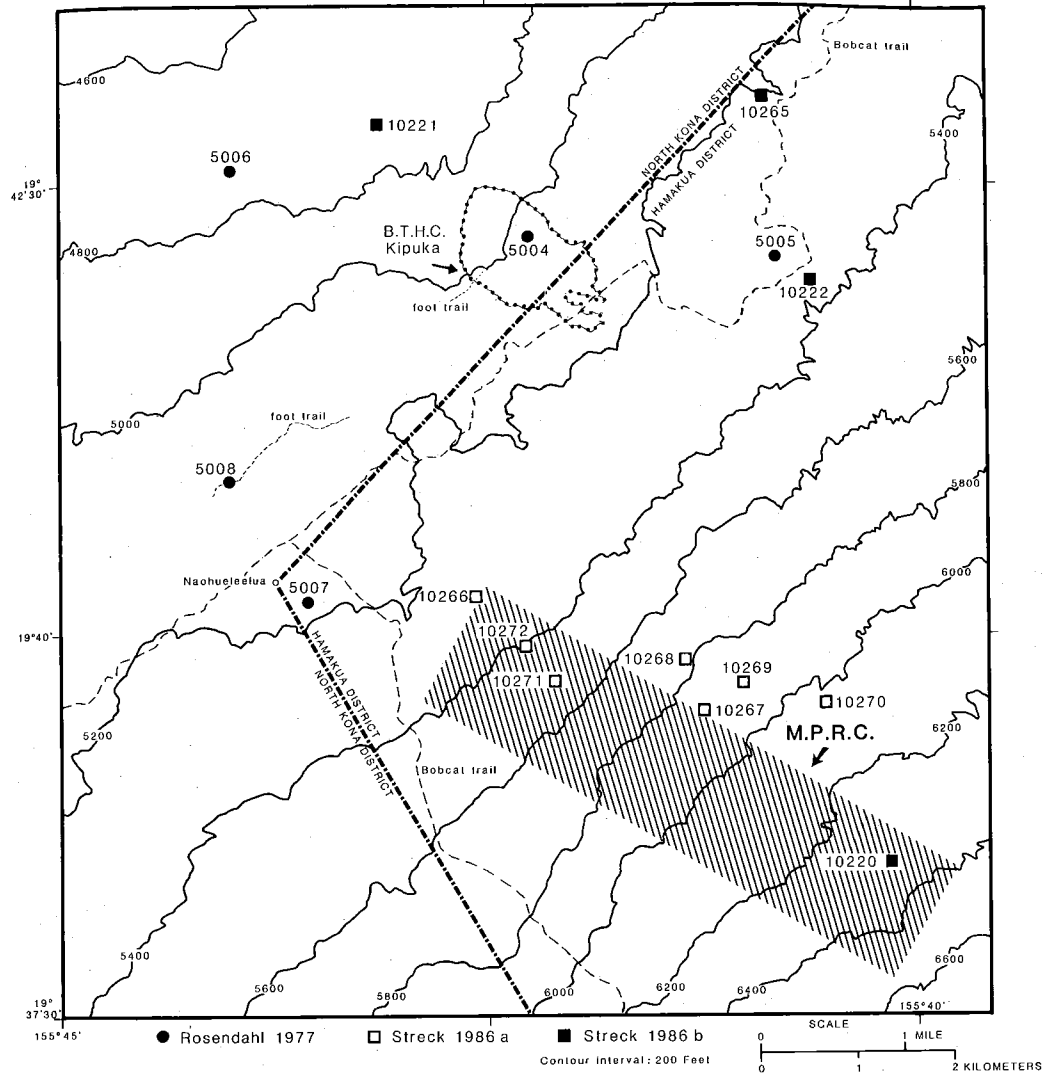 Bobcat trail
4600
NORTH KONA DISTRICT
10265
10221
5400
HAMAKUA DISTRICT
5006
19°
42'30"
B.T.H.C.
Kipuka
5004
5005
4800
10222
foot trail
5600
foot trail
5000
5008
5800
6000
Naohueleelua
5007
10266
19°40'
10272
10268
10269
10271
HAMAKUA DISTRICT
NORTH KONA DISTRICT
10267
10270
M.P.R.C.
6200
5200
Bobcat trail
10220
5400
5600
5800
6000
6200
6400
6600
19°
37'30"
155°45'
155°40'
Rosendahl 1977
Streck 1986a
Streck 1986b
SCALE
0 1 MILE
Contour interval: 200 Feet
0 1 2 KILOMETERS